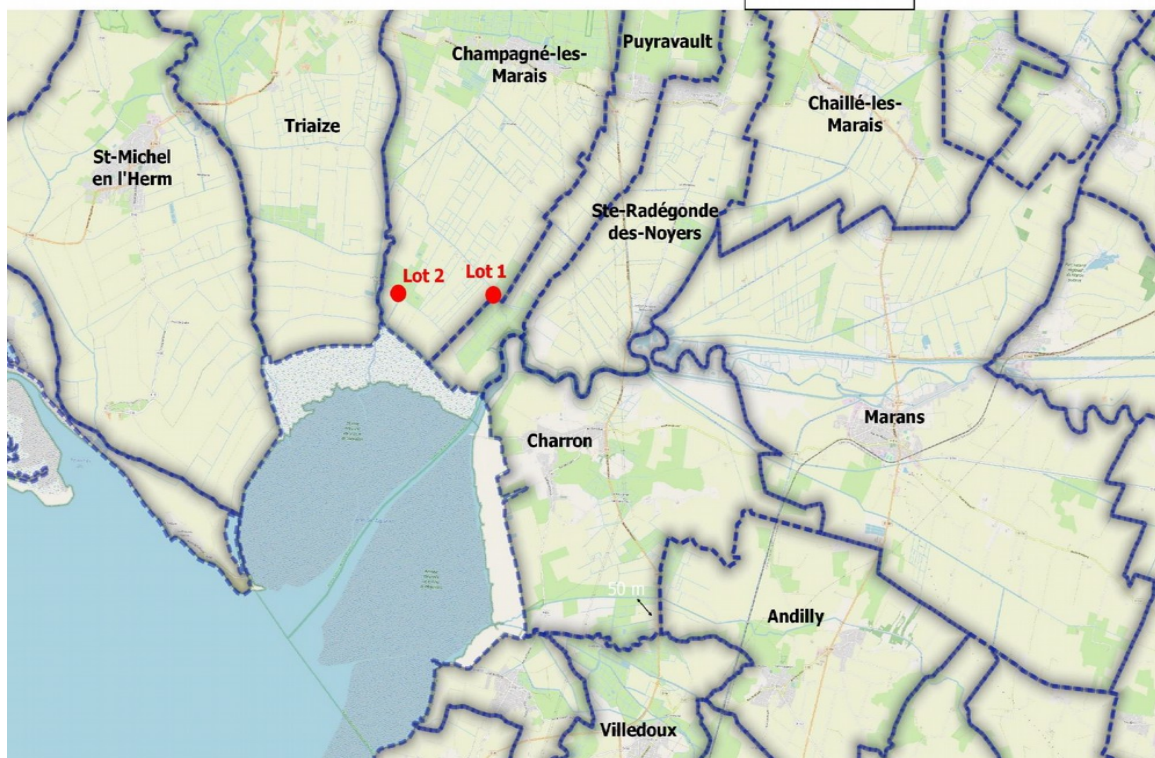 Puyravault
Champagné-les-
Marais
Chaillé-les-
Marais
Triaize
St-Michel
en l'Herm
Ste-Radégonde
des-Noyers
Lot 2
Lot 1
Marans
Charron
50 m
Andilly
Villedoux